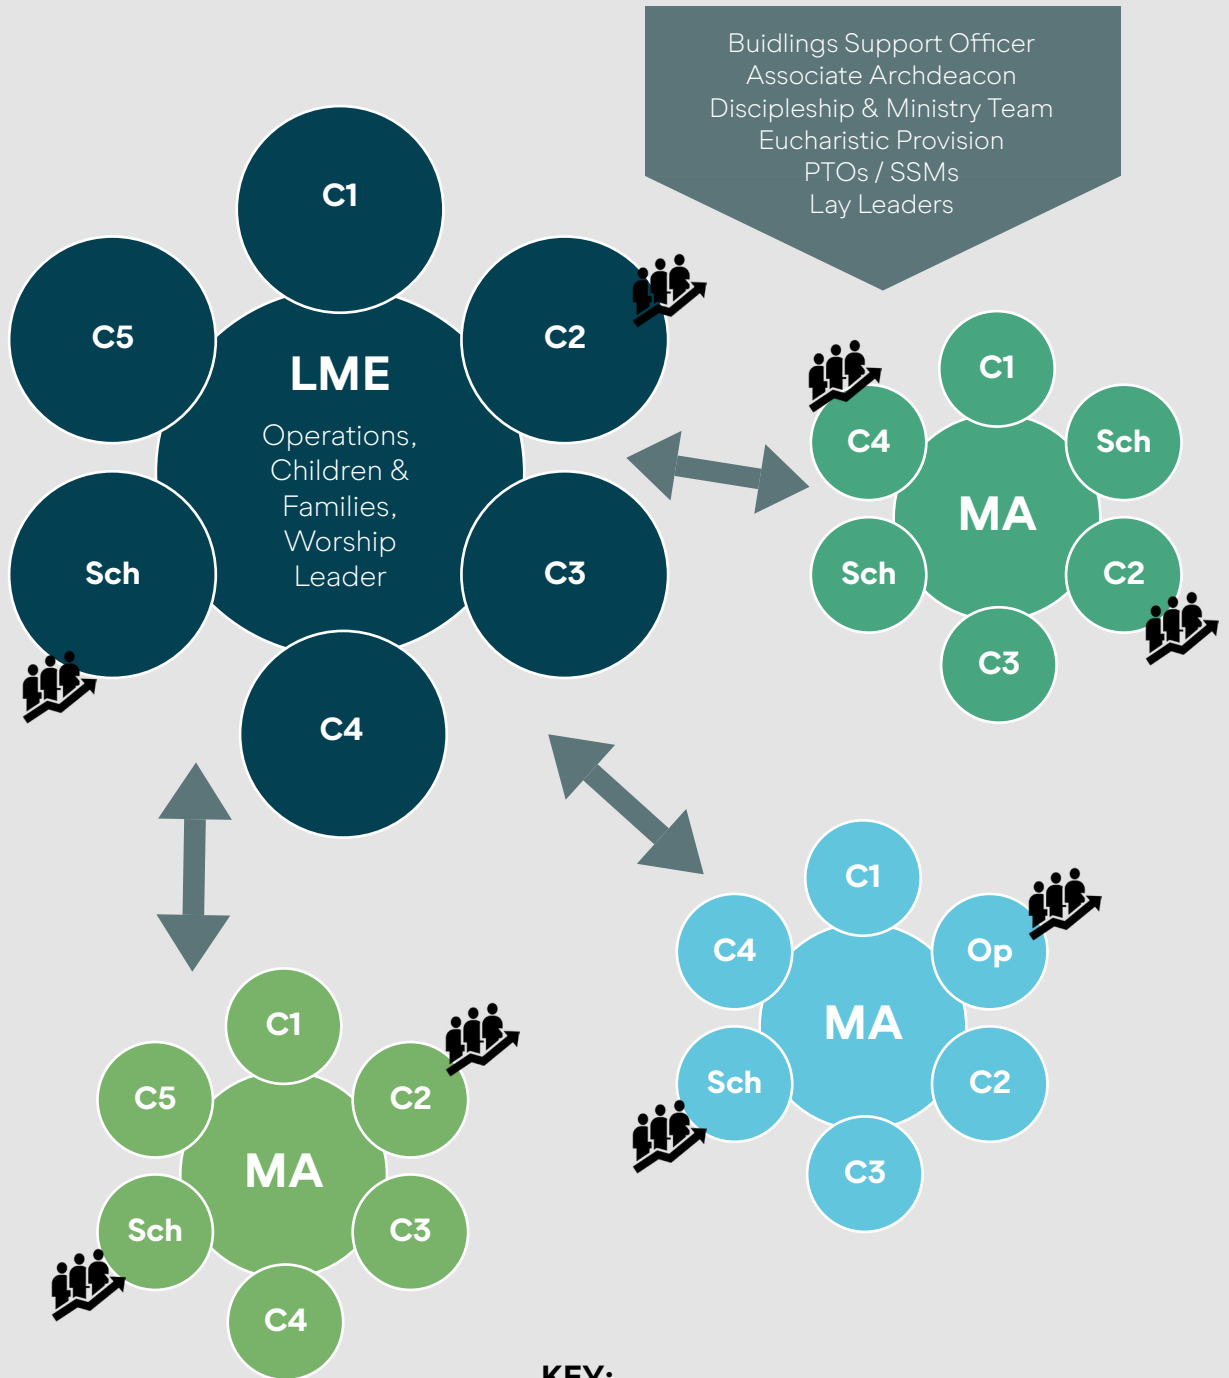 Buidlings Support Officer
Associate Archdeacon
Discipleship & Ministry Team
Eucharistic Provision
PTOs / SSMs
Lay Leaders
C1
C5
C2
LME
Operations,
Children &
Families,
Worship
Leader
Sch
C3
C4
C1
C4
Sch
MA
Sch
C2
C3
C1
C4
Op
MA
Sch
C2
C3
C1
C5
C2
MA
Sch
C3
C4
KEY: